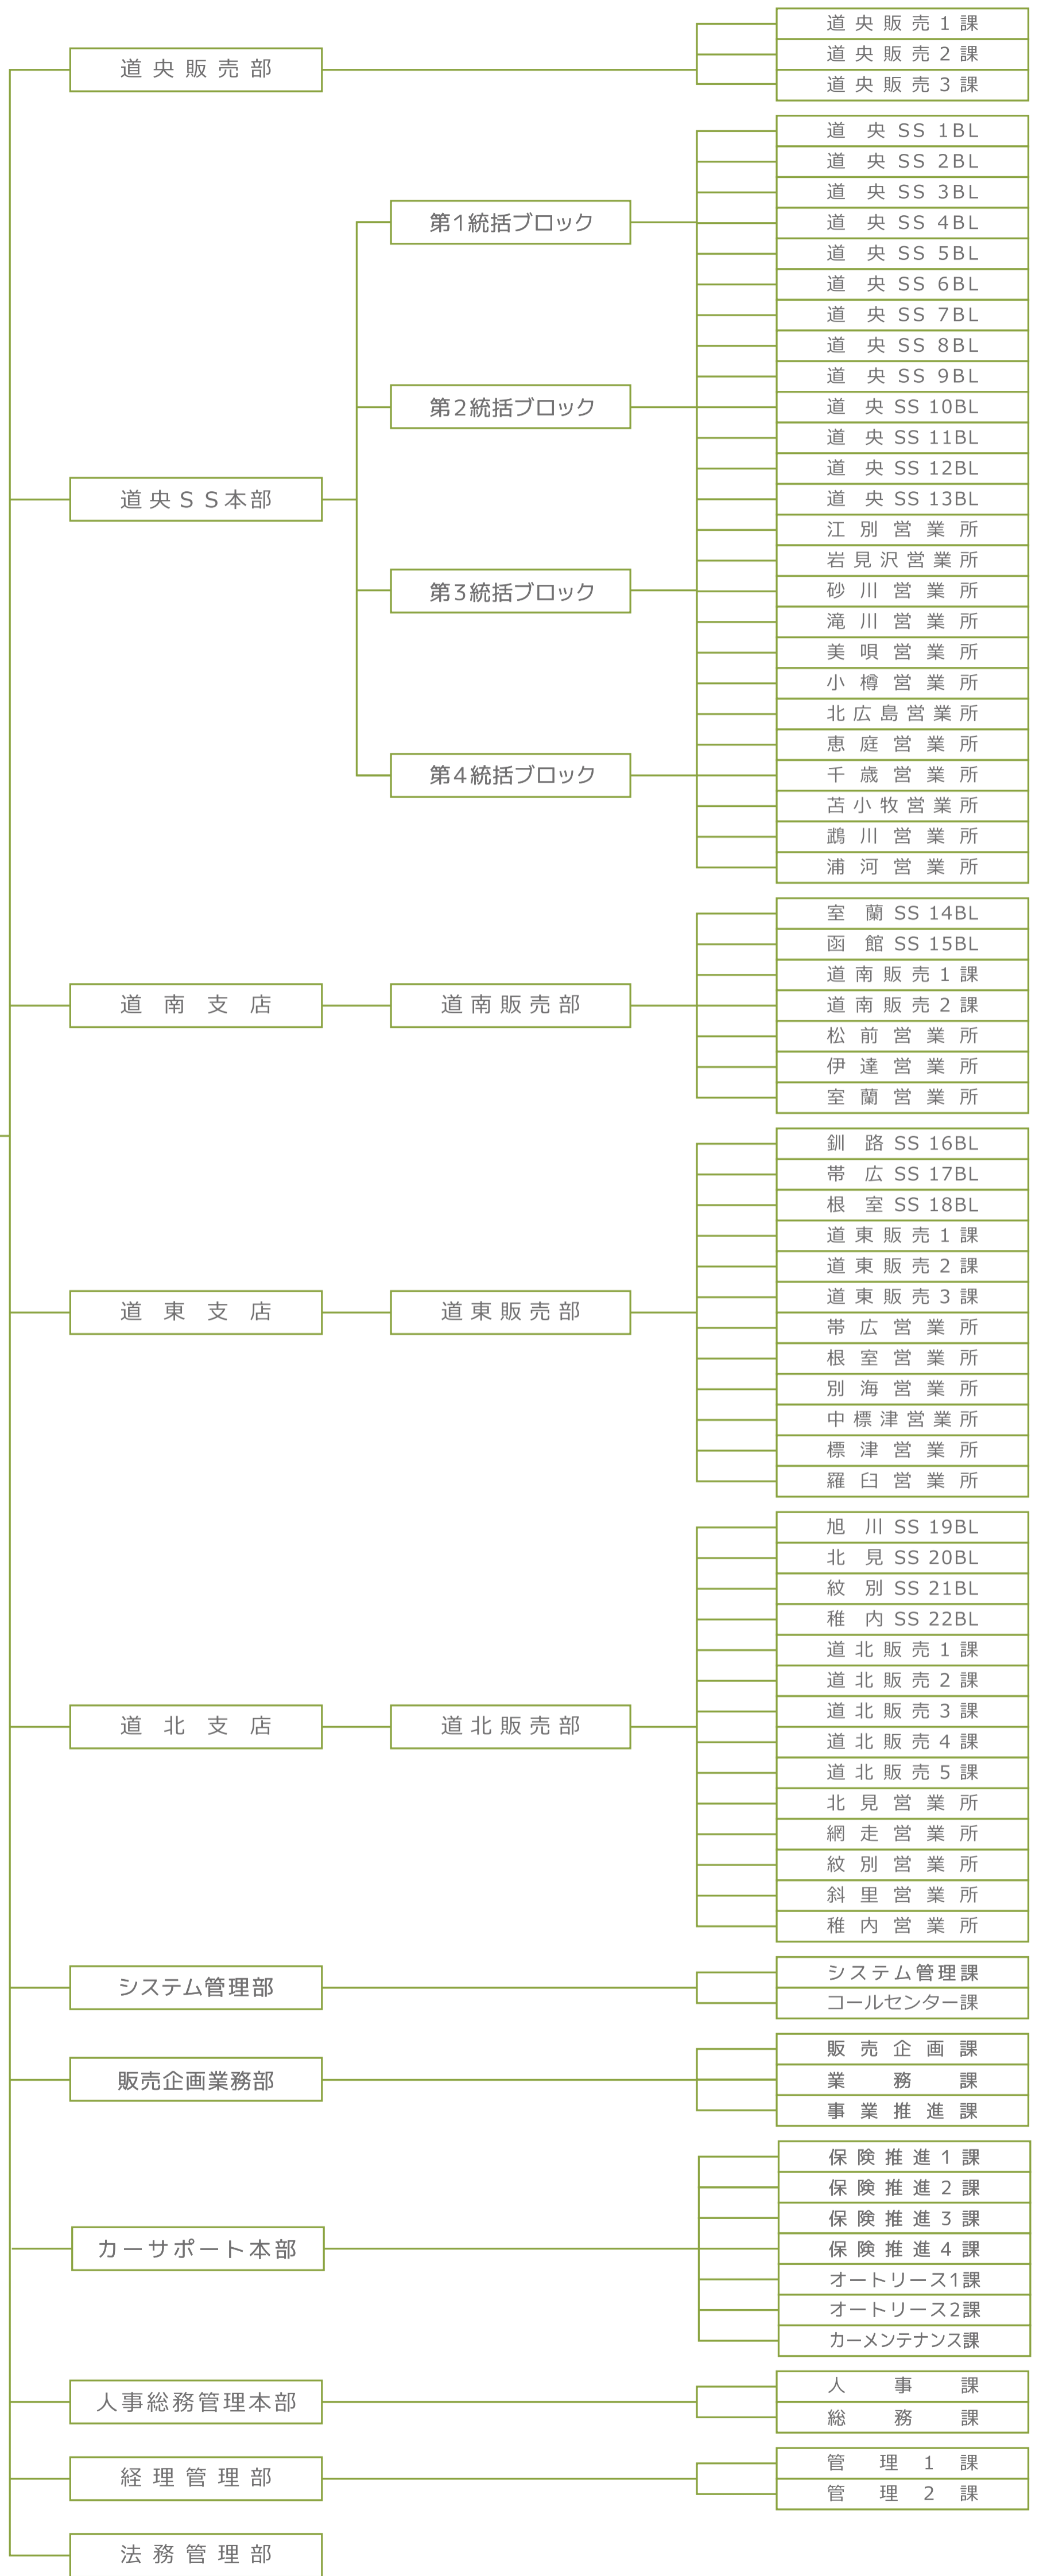 道央販売部
道央販売1課
道央販売2課
道央販売3課
道央SS本部
第1統括ブロック
第2統括ブロック
第3統括ブロック
第4統括ブロック
道央SS 1BL
道央SS 2BL
道央SS 3BL
道央SS 4BL
道央SS 5BL
道央SS 6BL
道央SS 7BL
道央SS 8BL
道央SS 9BL
道央SS 10BL
道央SS 11BL
道央SS 12BL
道央SS 13BL
江別営業所
岩見沢営業所
砂川営業所
滝川営業所
美唄営業所
小樽営業所
北広島営業所
恵庭営業所
千歳営業所
苫小牧営業所
鵡川営業所
浦河営業所
道南支店
道南販売部
室蘭SS 14BL
函館SS 15BL
道南販売1課
道南販売2課
松前営業所
伊達営業所
室蘭営業所
道東支店
道東販売部
釧路SS 16BL
帯広SS 17BL
根室SS 18BL
道東販売1課
道東販売2課
道東販売3課
帯広営業所
根室営業所
別海営業所
中標津営業所
標津営業所
羅臼営業所
道北支店
道北販売部
旭川SS 19BL
北見SS 20BL
紋別SS 21BL
稚内SS 22BL
道北販売1課
道北販売2課
道北販売3課
道北販売4課
道北販売5課
北見営業所
網走営業所
紋別営業所
斜里営業所
稚内営業所
システム管理部
システム管理課
コールセンター課
販売企画業務部
販売企画課
業務課
事業推進課
カーサポート本部
保険推進1課
保険推進2課
保険推進3課
保険推進4課
オートリース1課
オートリース2課
カーメンテナンス課
人事総務管理本部
人事課
総務課
経理管理部
管理1課
管理2課
法務管理部